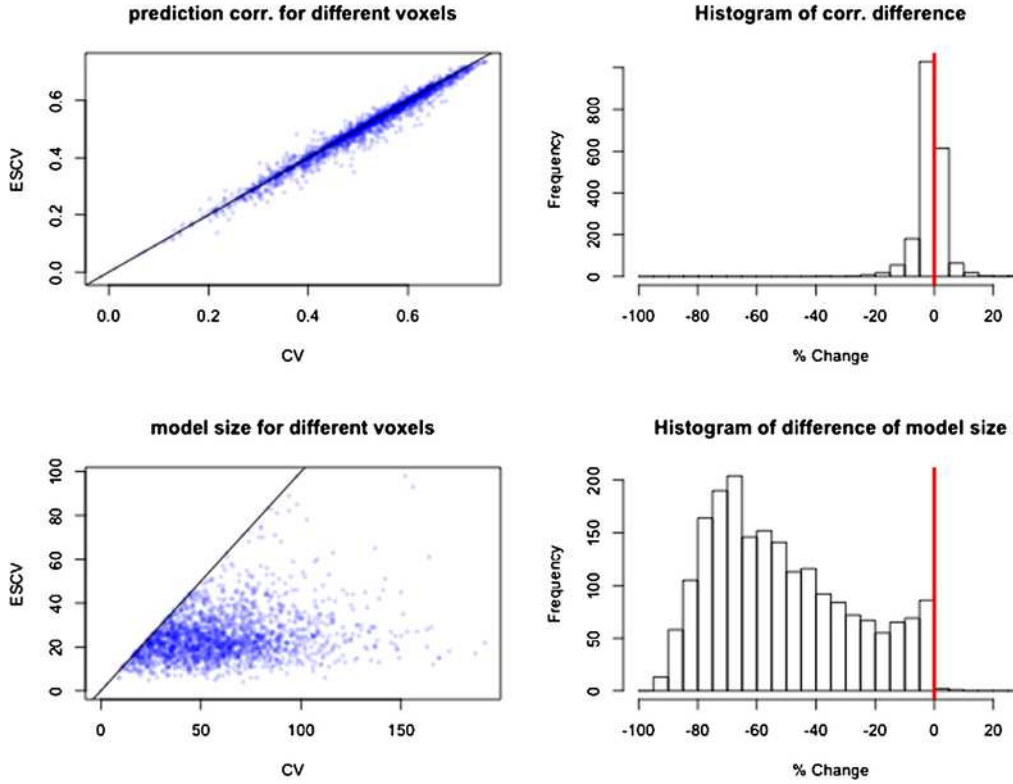 prediction corr. for different voxels
ESCV
0.6
0.4
0.2
0.0
0.0 0.2 0.4 0.6
CV
Histogram of corr. difference
Frequency
800
600
400
200
0
-100 -80 -60 -40 -20 0 20
% Change
model size for different voxels
ESCV
100
80
60
40
20
0
0 50 100 150
CV
Histogram of difference of model size
Frequency
200
150
100
50
0
-100 -80 -60 -40 -20 0 20
% Change